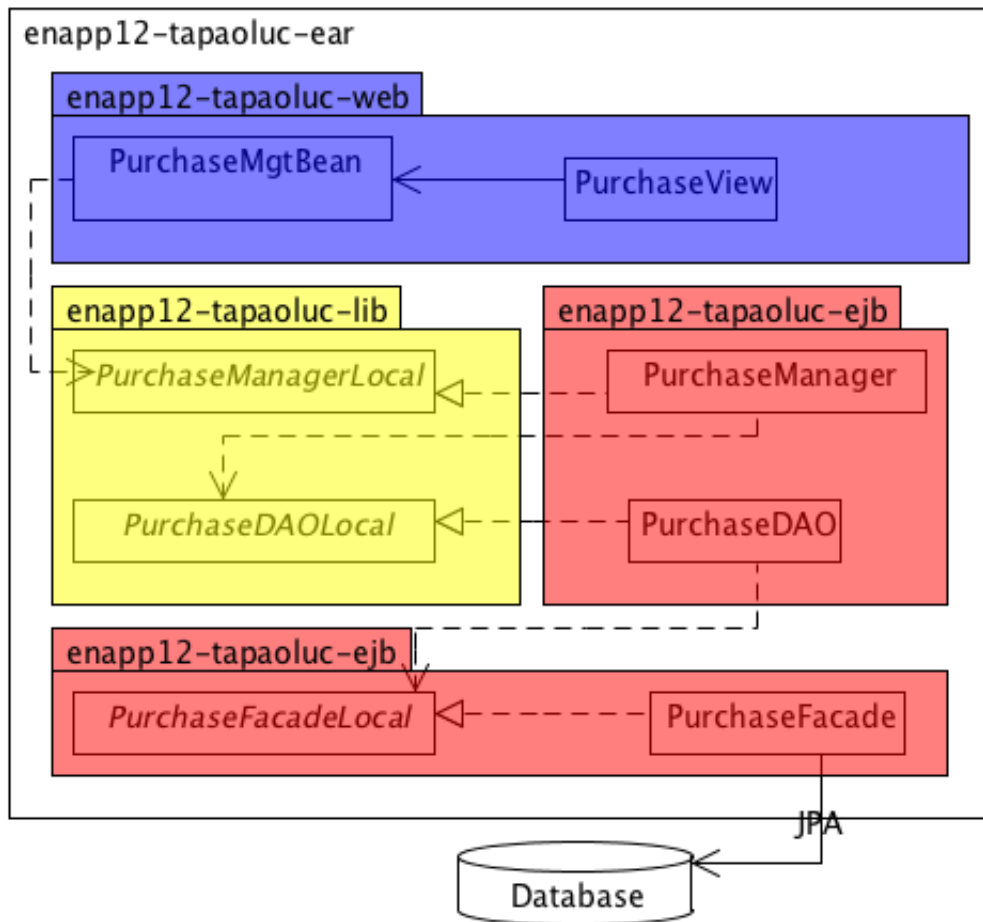 enapp12-tapaoluc-ear
enapp12-tapaoluc-web
PurchaseMgtBean
PurchaseView
enapp12-tapaoluc-lib
enapp12-tapaoluc-ejb
PurchaseManagerLocal
PurchaseManager
PurchaseDAOLocal
PurchaseDAO
enapp12-tapaoluc-ejb
PurchaseFacadeLocal
PurchaseFacade
JPA
Database